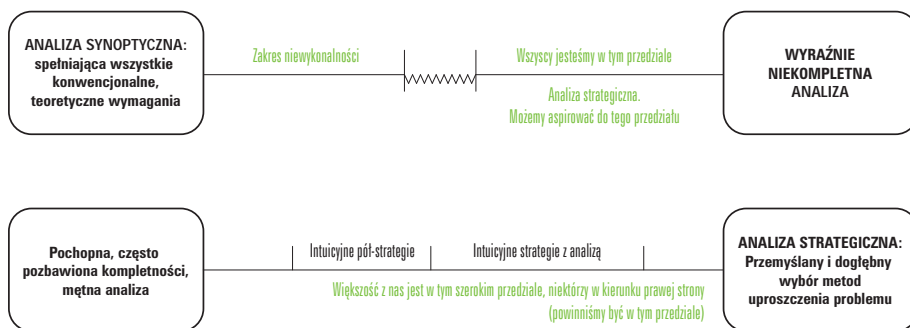 ANALIZA SYNOPTYCZNA:
spełniająca wszystkie
konwencjonalne,
teoretyczne wymagania
Zakres niewykonalności
Wszyscy jesteśmy w tym przedziale
Analiza strategiczna.
Możemy aspirować do tego przedziału
WYRAŹNIE
NIEKOMPLETNA
ANALIZA
Pochopna, często
pozbawiona kompletności,
mętna analiza
Intuicyjne pół-strategie
Intuicyjne strategie z analizą
Większość z nas jest w tym szerokim przedziale, niektórzy w kierunku prawej strony
(powinniśmy być w tym przedziale)
ANALIZA STRATEGICZNA:
Przemyślany i dogłębny
wybór metod
uproszczenia problemu